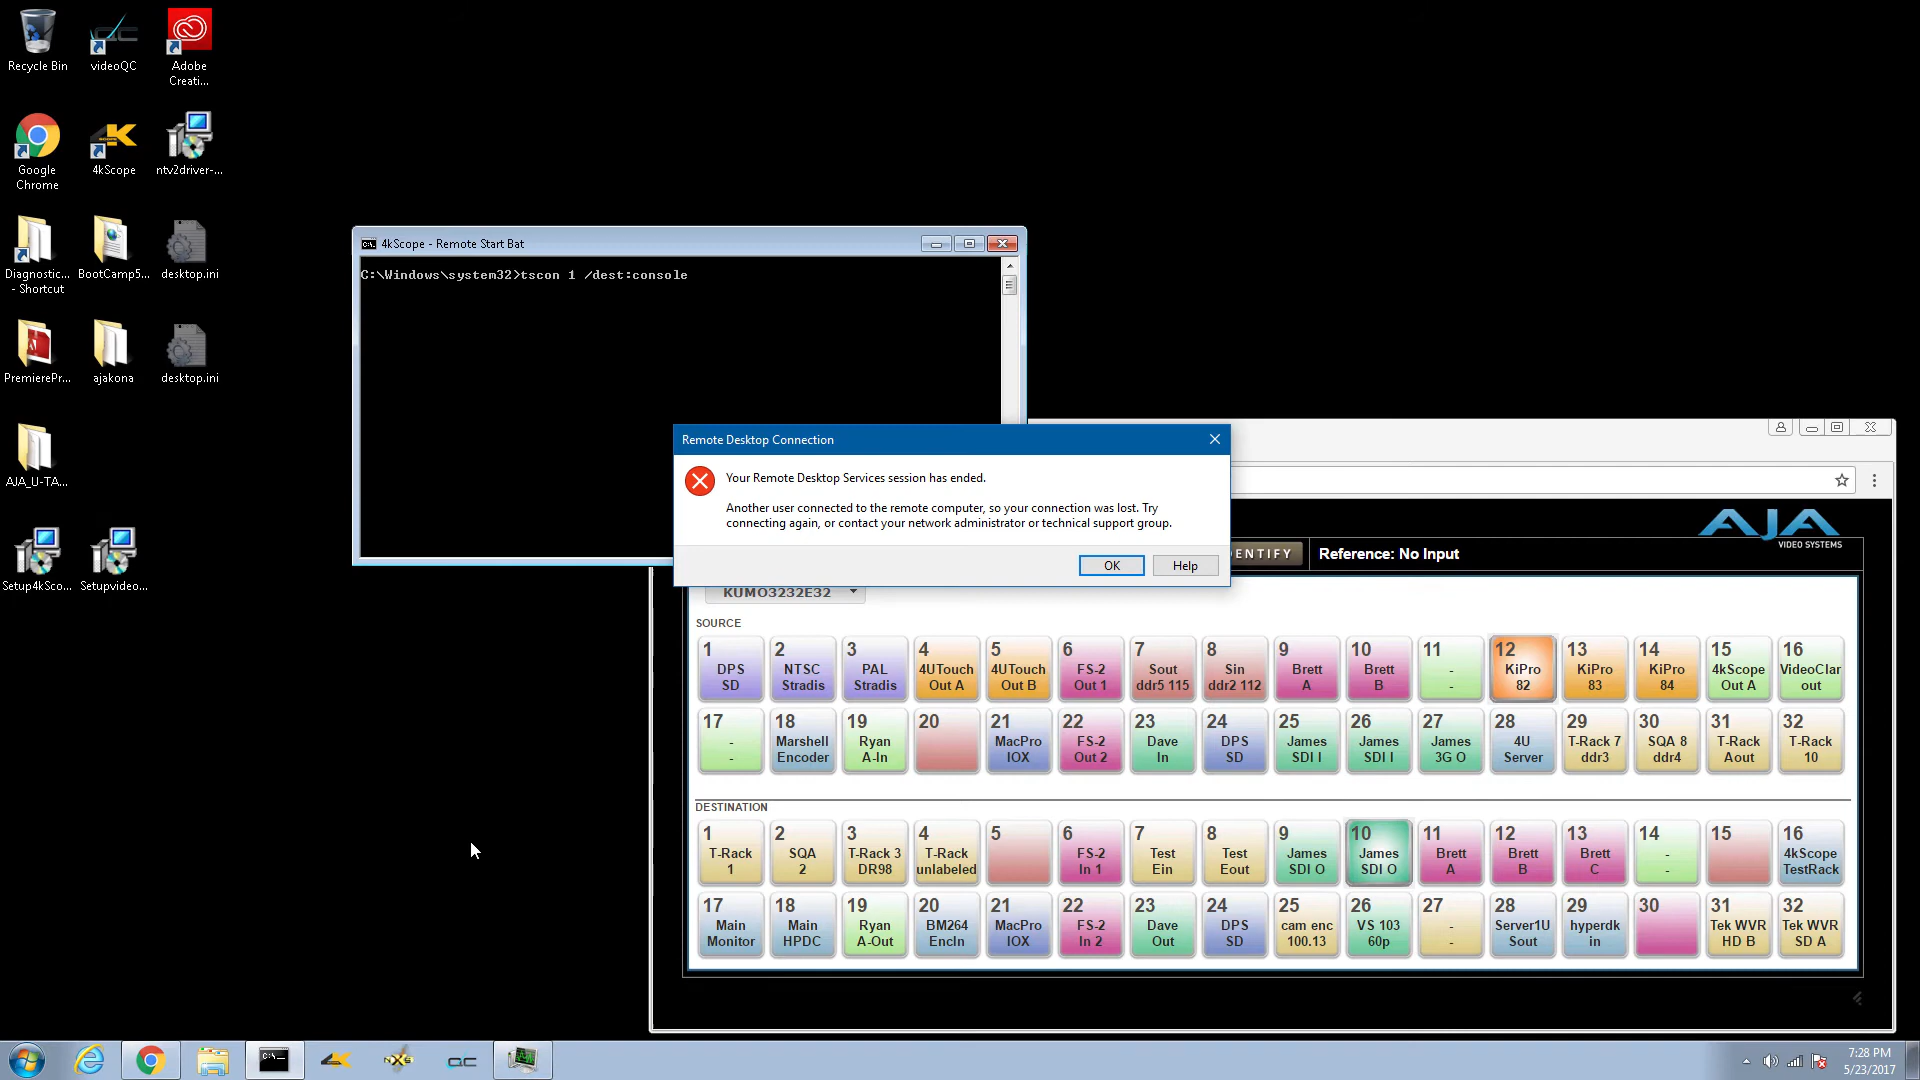 Recycle Bin
videoQC
Adobe
Creati...
Google
Chrome
4kScope
ntv2driver-...
Diagnostic...
- Shortcut
BootCamp5...
desktop.ini
PremierePr...
ajakona
desktop.ini
AJA_U-TA...
Setup4kSco...
Setupvideo...
4kScope - Remote Start Bat
C:\Windows\system32>tscon 1 /dest:console
Remote Desktop Connection
Your Remote Desktop Services session has ended.
Another user connected to the remote computer, so your connection was lost. Try
connecting again, or contact your network administrator or technical support group.
OK
Help
AJA
VIDEO SYSTEMS
DENTIFY
Reference: No Input
KUMO3232E32
SOURCE
1 DPS SD
2 NTSC Stradis
3 PAL Stradis
4 4UTouch Out A
5 4UTouch Out B
6 FS-2 Out 1
7 Sout ddr5 115
8 Sin ddr2 112
9 Brett A
10 Brett B
11 - -
12 KiPro 82
13 KiPro 83
14 KiPro 84
15 4kScope Out A
16 VideoClar out
17 - -
18 Marshell Encoder
19 Ryan A-In
20
21 MacPro IOX
22 FS-2 Out 2
23 Dave In
24 DPS SD
25 James SDI I
26 James SDI I
27 James 3G O
28 4U Server
29 T-Rack 7 ddr3
30 SQA 8 ddr4
31 T-Rack Aout
32 T-Rack 10
DESTINATION
1 T-Rack 1
2 SQA 2
3 T-Rack 3 DR98
4 T-Rack unlabeled
5
6 FS-2 In 1
7 Test Ein
8 Test Eout
9 James SDI O
10 James SDI O
11 Brett A
12 Brett B
13 Brett C
14 - -
15
16 4kScope TestRack
17 Main Monitor
18 Main HPDC
19 Ryan A-Out
20 BM264 EncIn
21 MacPro IOX
22 FS-2 In 2
23 Dave Out
24 DPS SD
25 cam enc 100.13
26 VS 103 60p
27 - -
28 Server1U Sout
29 hyperdk in
30
31 Tek WVR HD B
32 Tek WVR SD A
7:28 PM
5/23/2017